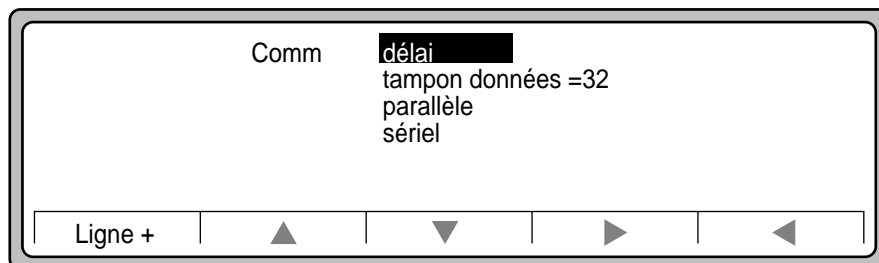 Comm délai
tampon données =32
parallèle
sériel
Ligne +